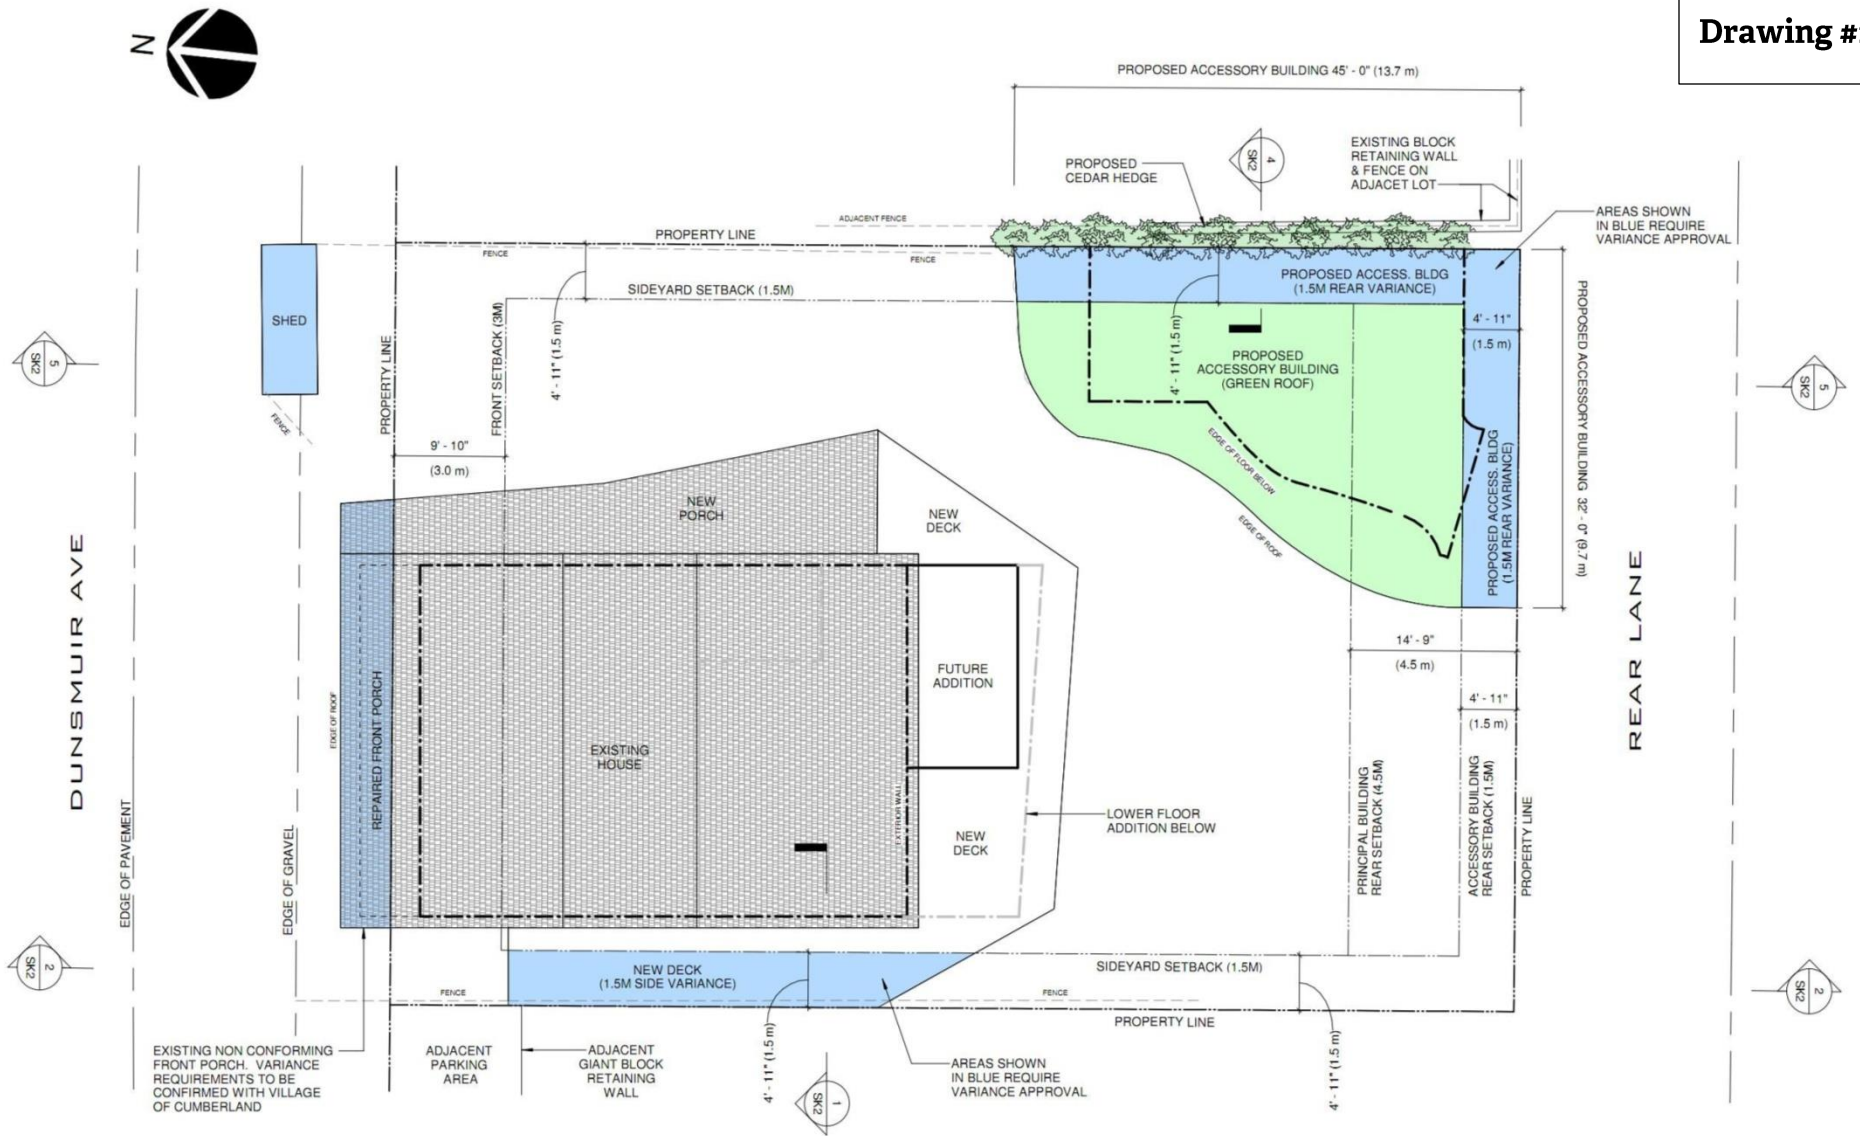 Drawing #
N
PROPOSED ACCESSORY BUILDING 45' - 0" (13.7 m)
4
SK2
EXISTING BLOCK
RETAINING WALL
& FENCE ON
ADJACET LOT
PROPOSED
CEDAR HEDGE
AREAS SHOWN
IN BLUE REQUIRE
VARIANCE APPROVAL
ADJACENT FENCE
PROPERTY LINE
FENCE
FENCE
SIDEYARD SETBACK (1.5M)
4' - 11" (1.5 m)
PROPOSED ACCESS. BLDG
(1.5M REAR VARIANCE)
4' - 11"
(1.5 m)
4' - 11" (1.5 m)
PROPOSED
ACCESSORY BUILDING
(GREEN ROOF)
PROPOSED ACCESSORY BUILDING 32' - 0" (9.7 m)
SHED
FENCE
5
SK2
5
SK2
PROPERTY LINE
FRONT SETBACK (3M)
9' - 10"
(3.0 m)
EDGE OF FLOOR BELOW
EDGE OF ROOF
PROPOSED ACCESS. BLDG
(1.5M REAR VARIANCE)
NEW
PORCH
NEW
DECK
DUNSMUIR AVE
REAR LANE
14' - 9"
(4.5 m)
4' - 11"
(1.5 m)
FUTURE
ADDITION
EDGE OF ROOF
REPAIRED FRONT PORCH
EXISTING
HOUSE
EXTERIOR WALL
NEW
DECK
LOWER FLOOR
ADDITION BELOW
PRINCIPAL BUILDING
REAR SETBACK (4.5M)
ACCESSORY BUILDING
REAR SETBACK (1.5M)
PROPERTY LINE
EDGE OF PAVEMENT
EDGE OF GRAVEL
2
SK2
2
SK2
NEW DECK
(1.5M SIDE VARIANCE)
SIDEYARD SETBACK (1.5M)
FENCE
FENCE
PROPERTY LINE
4' - 11" (1.5 m)
4' - 11" (1.5 m)
EXISTING NON CONFORMING
FRONT PORCH. VARIANCE
REQUIREMENTS TO BE
CONFIRMED WITH VILLAGE
OF CUMBERLAND
ADJACENT
PARKING
AREA
ADJACENT
GIANT BLOCK
RETAINING
WALL
1
SK2
AREAS SHOWN
IN BLUE REQUIRE
VARIANCE APPROVAL